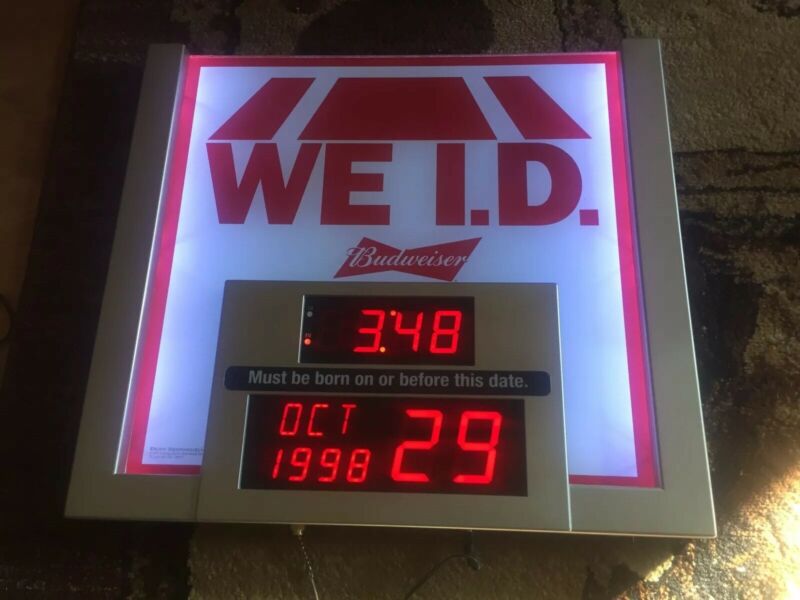 WE I.D.
Budweiser
3:48
Must be born on or before this date.
OCT
1998
29